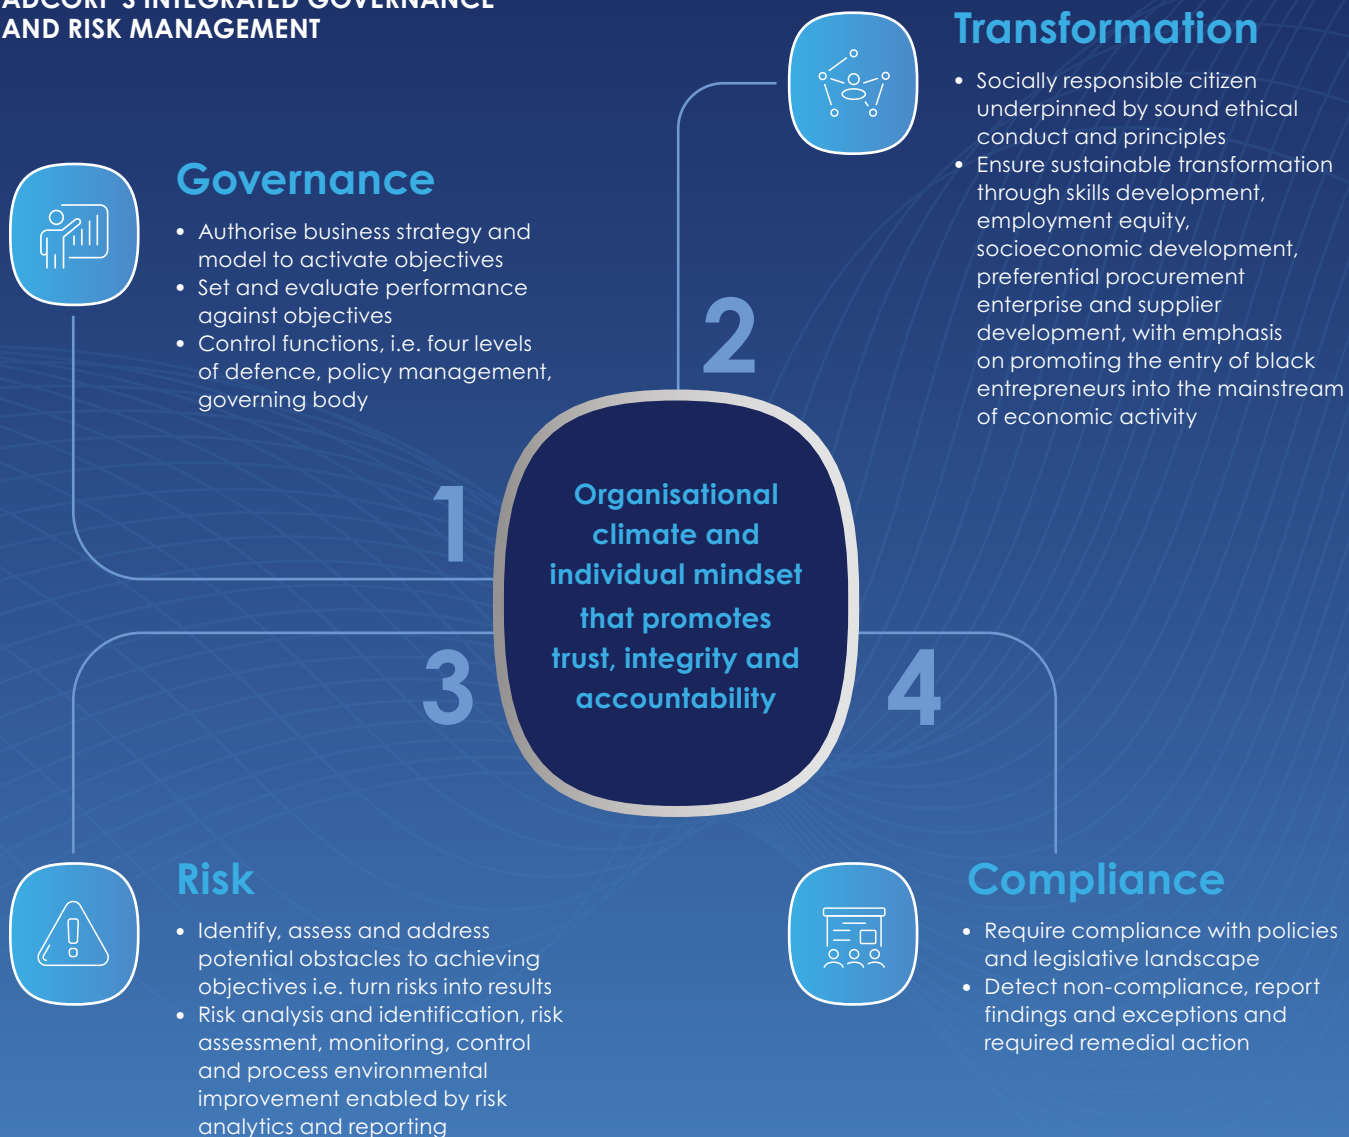 ADCORP'S INTEGRATED GOVERNANCE
AND RISK MANAGEMENT
Governance
• Authorise business strategy and
model to activate objectives
• Set and evaluate performance
against objectives
• Control functions, i.e. four levels
of defence, policy management,
governing body
1
2
Transformation
• Socially responsible citizen
underpinned by sound ethical
conduct and principles
• Ensure sustainable transformation
through skills development,
employment equity,
socioeconomic development,
preferential procurement
enterprise and supplier
development, with emphasis
on promoting the entry of black
entrepreneurs into the mainstream
of economic activity
Organisational
climate and
individual mindset
that promotes
trust, integrity and
accountability
3
Risk
• Identify, assess and address
potential obstacles to achieving
objectives i.e. turn risks into results
• Risk analysis and identification, risk
assessment, monitoring, control
and process environmental
improvement enabled by risk
analytics and reporting
4
Compliance
• Require compliance with policies
and legislative landscape
• Detect non-compliance, report
findings and exceptions and
required remedial action